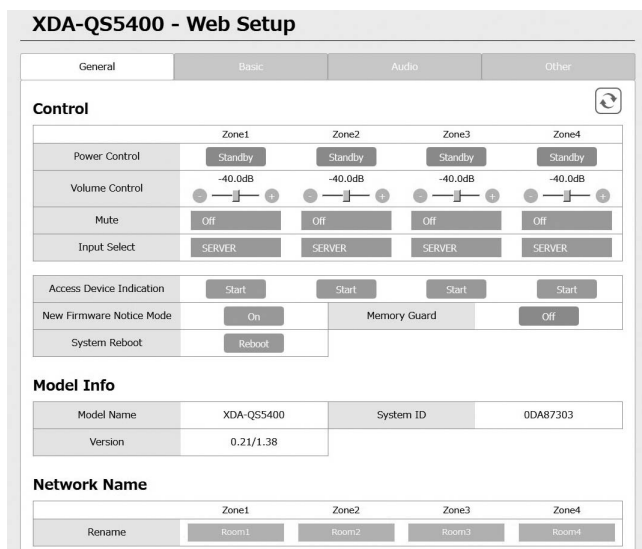 XDA-QS5400 - Web Setup
General Basic Audio Other
Control
Zone1 Zone2 Zone3 Zone4
Power Control Standby Standby Standby Standby
-40.0dB -40.0dB -40.0dB -40.0dB
Volume Control
Mute Off Off Off Off
Input Select SERVER SERVER SERVER SERVER
Access Device Indication Start Start Start Start
New Firmware Notice Mode On Memory Guard Off
System Reboot Reboot
Model Info
Model Name XDA-QS5400 System ID 0DA87303
Version 0.21/1.38
Network Name
Zone1 Zone2 Zone3 Zone4
Rename Room1 Room2 Room3 Room4